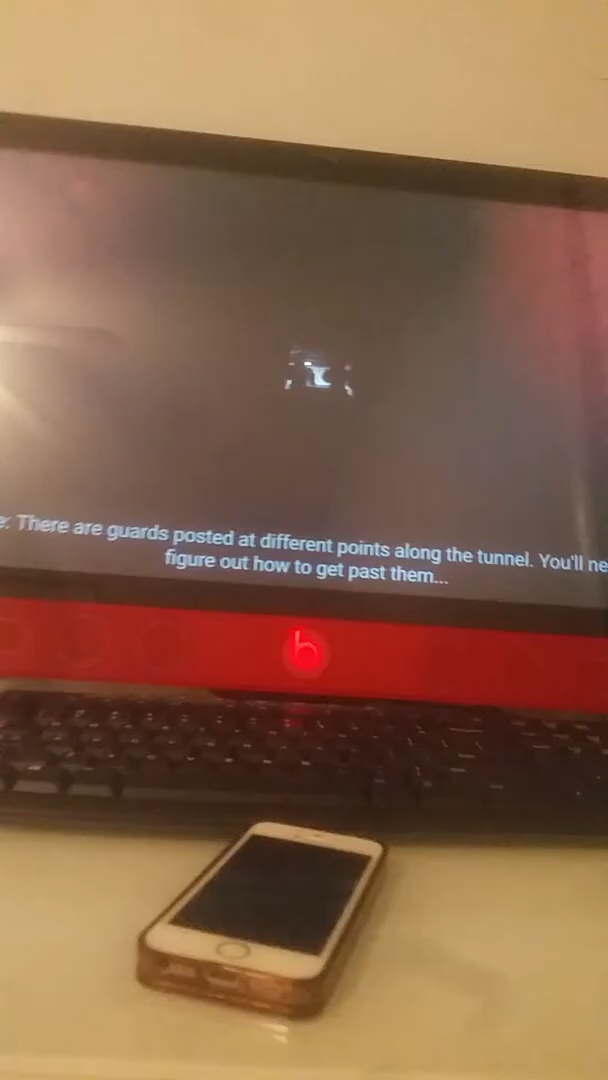 e: There are guards posted at different points along the tunnel. You'll ne
figure out how to get past them...
b